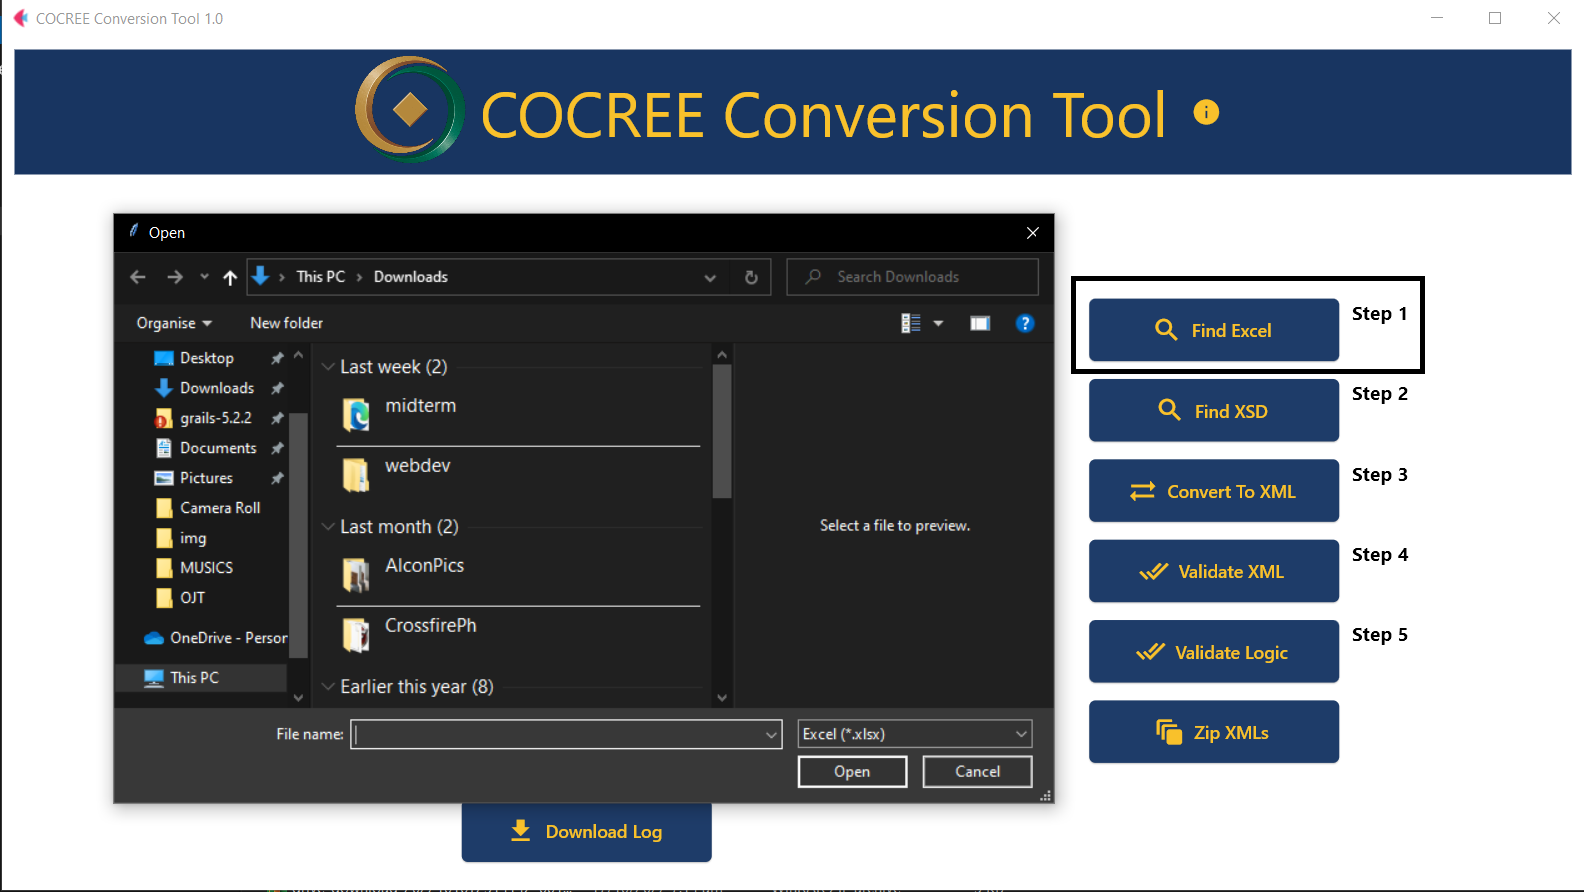 COCREE Conversion Tool 1.0
COCREE Conversion Tool
Open
This PC > Downloads
Search Downloads
Organise
New folder
Desktop
Downloads
grails-5.2.2
Documents
Pictures
Camera Roll
img
MUSICS
OJT
OneDrive - Person
This PC
Last week (2)
midterm
webdev
Last month (2)
AlconPics
CrossfirePh
Earlier this year (8)
Select a file to preview.
File name:
Excel (*.xlsx)
Open
Cancel
Find Excel
Step 1
Find XSD
Step 2
Convert To XML
Step 3
Validate XML
Step 4
Validate Logic
Step 5
Zip XMLs
Download Log